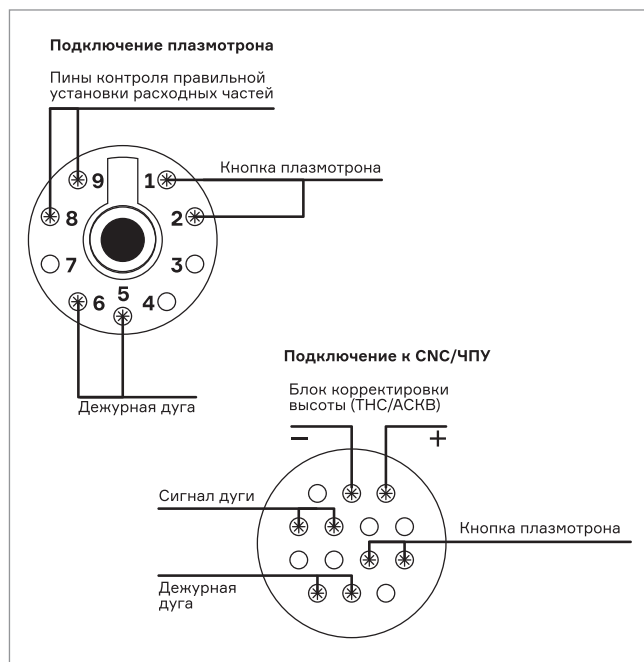 Подключение плазмотрона
Пины контроля правильной
установки расходных частей
Кнопка плазмотрона
9
1
8
2
7
3
6
5
4
Дежурная дуга
Подключение к CNC/ЧПУ
Блок корректировки
высоты (ТНС/АСКВ)
− +
Сигнал дуги
Кнопка плазмотрона
Дежурная
дуга